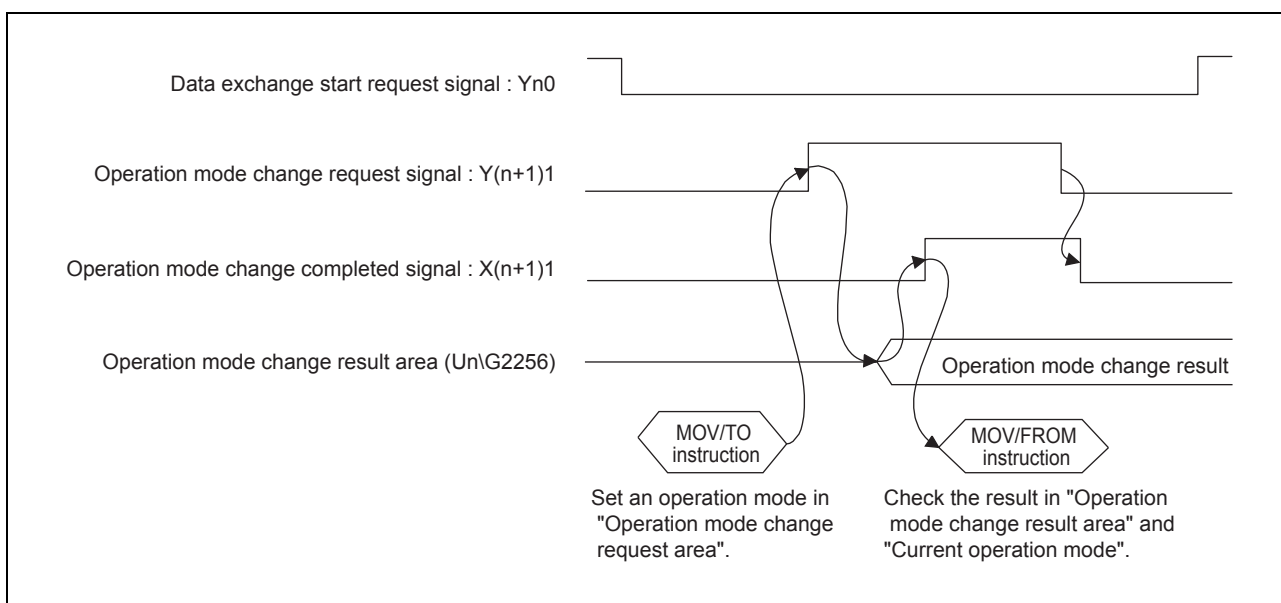 Data exchange start request signal : Yn0
Operation mode change request signal : Y(n+1)1
Operation mode change completed signal : X(n+1)1
Operation mode change result area (Un\G2256)
Operation mode change result
MOV/TO
instruction
MOV/FROM
instruction
Set an operation mode in
"Operation mode change
request area".
Check the result in "Operation
mode change result area" and
"Current operation mode".